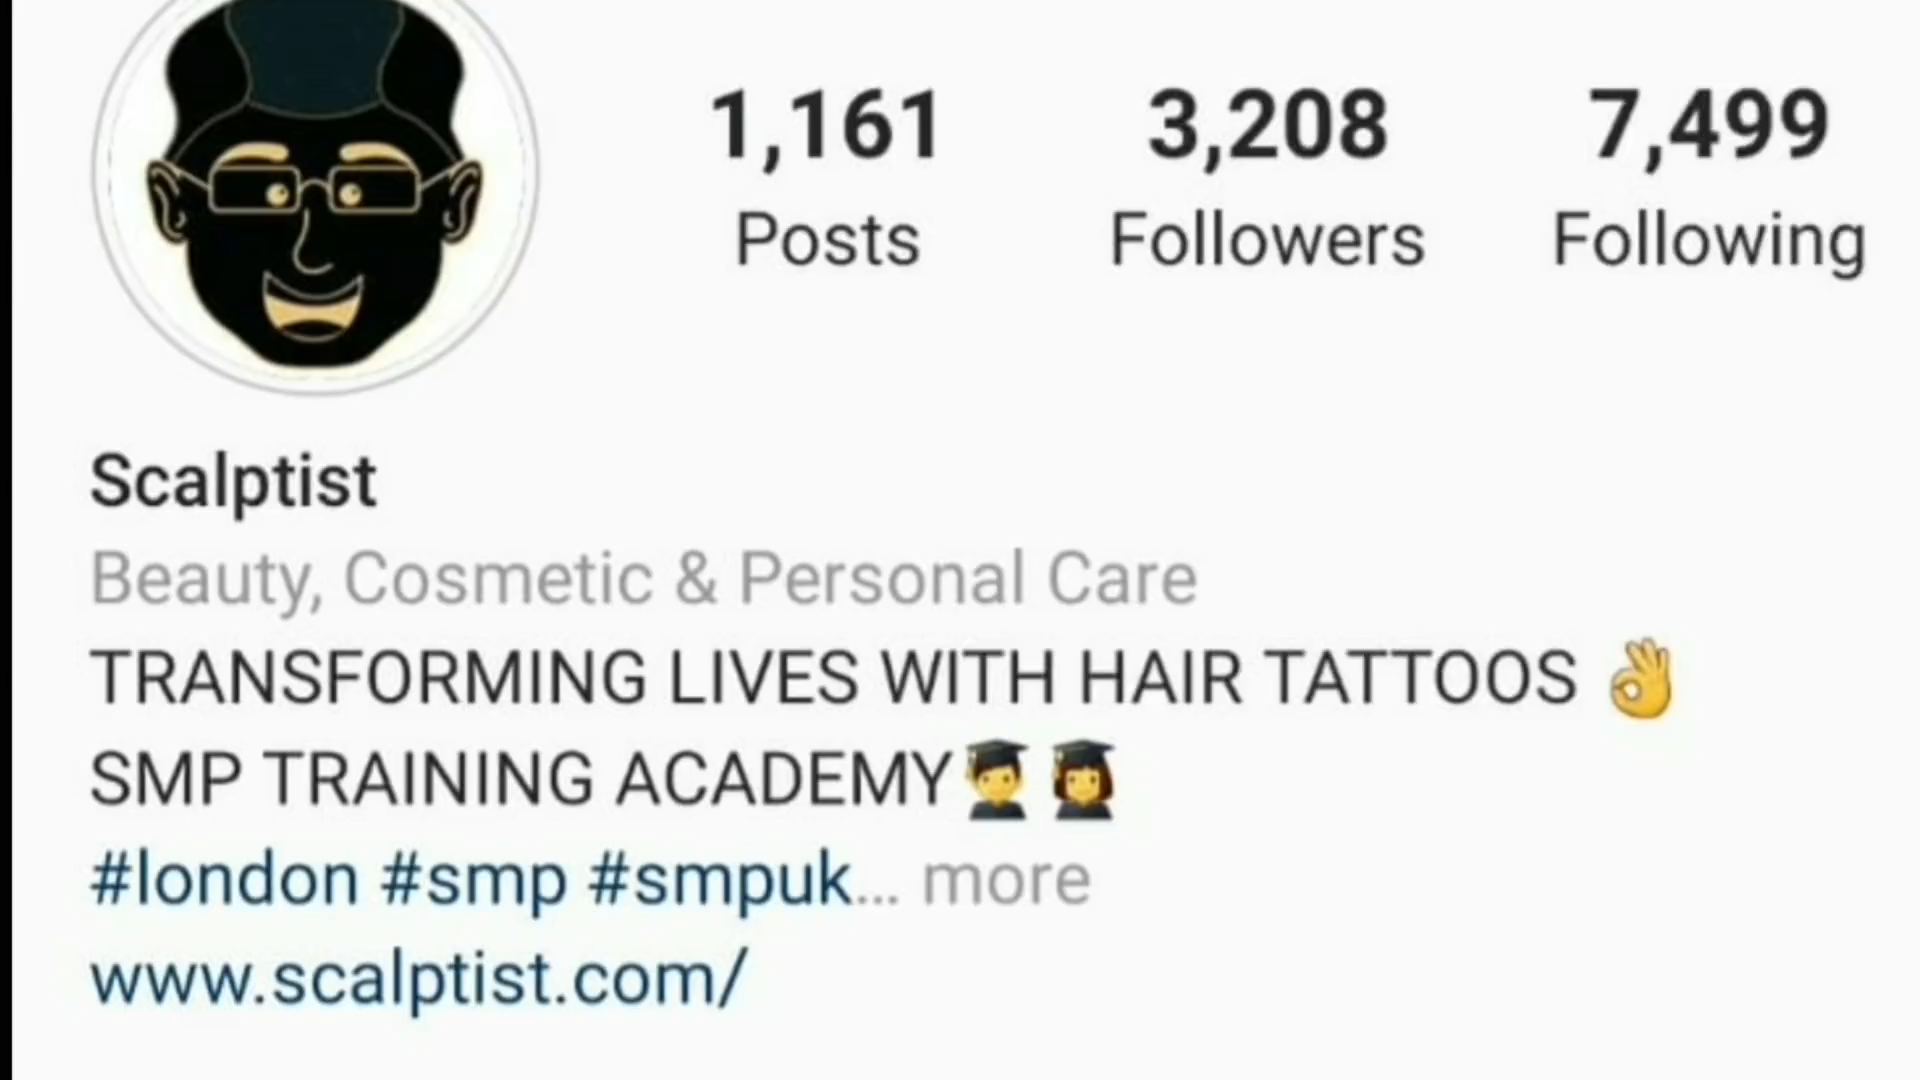 1,161 3,208 7,499
Posts Followers Following
Scalptist
Beauty, Cosmetic & Personal Care
TRANSFORMING LIVES WITH HAIR TATTOOS 👌
SMP TRAINING ACADEMY👨‍🎓 👩‍🎓
#london #smp #smpuk... more
www.scalptist.com/